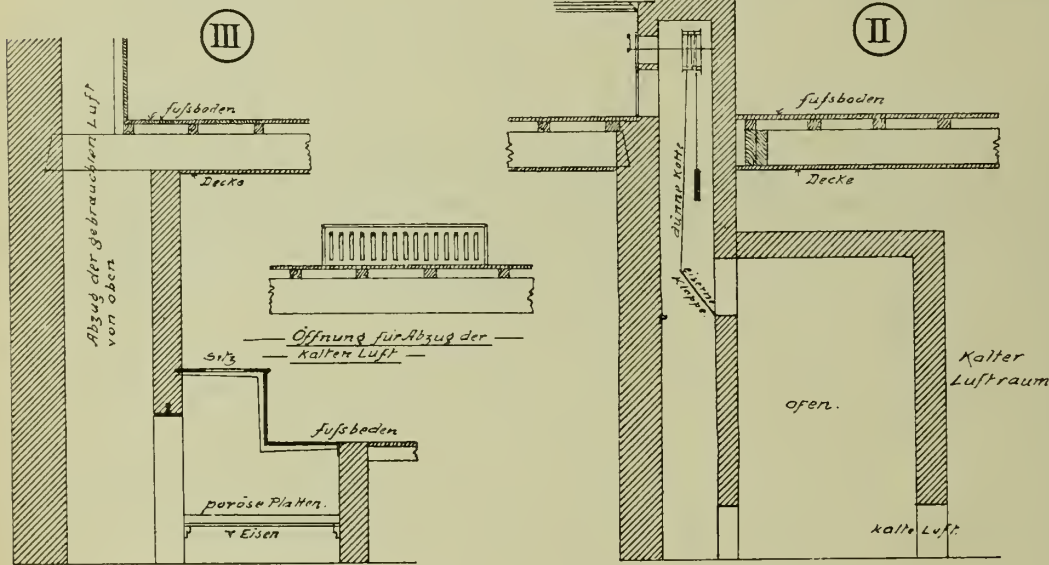 III
fußboden
Decke
Abzug der gebrauchten Luft
von oben
Öffnung für Abzug der
kalten Luft
Sitz
fußbeden
poröse Platten.
Eisen
II
fußboden
Decke
dünne Kette
eiserne
Klappe
ofen.
Kalter
Luftraum
kalte Luft.